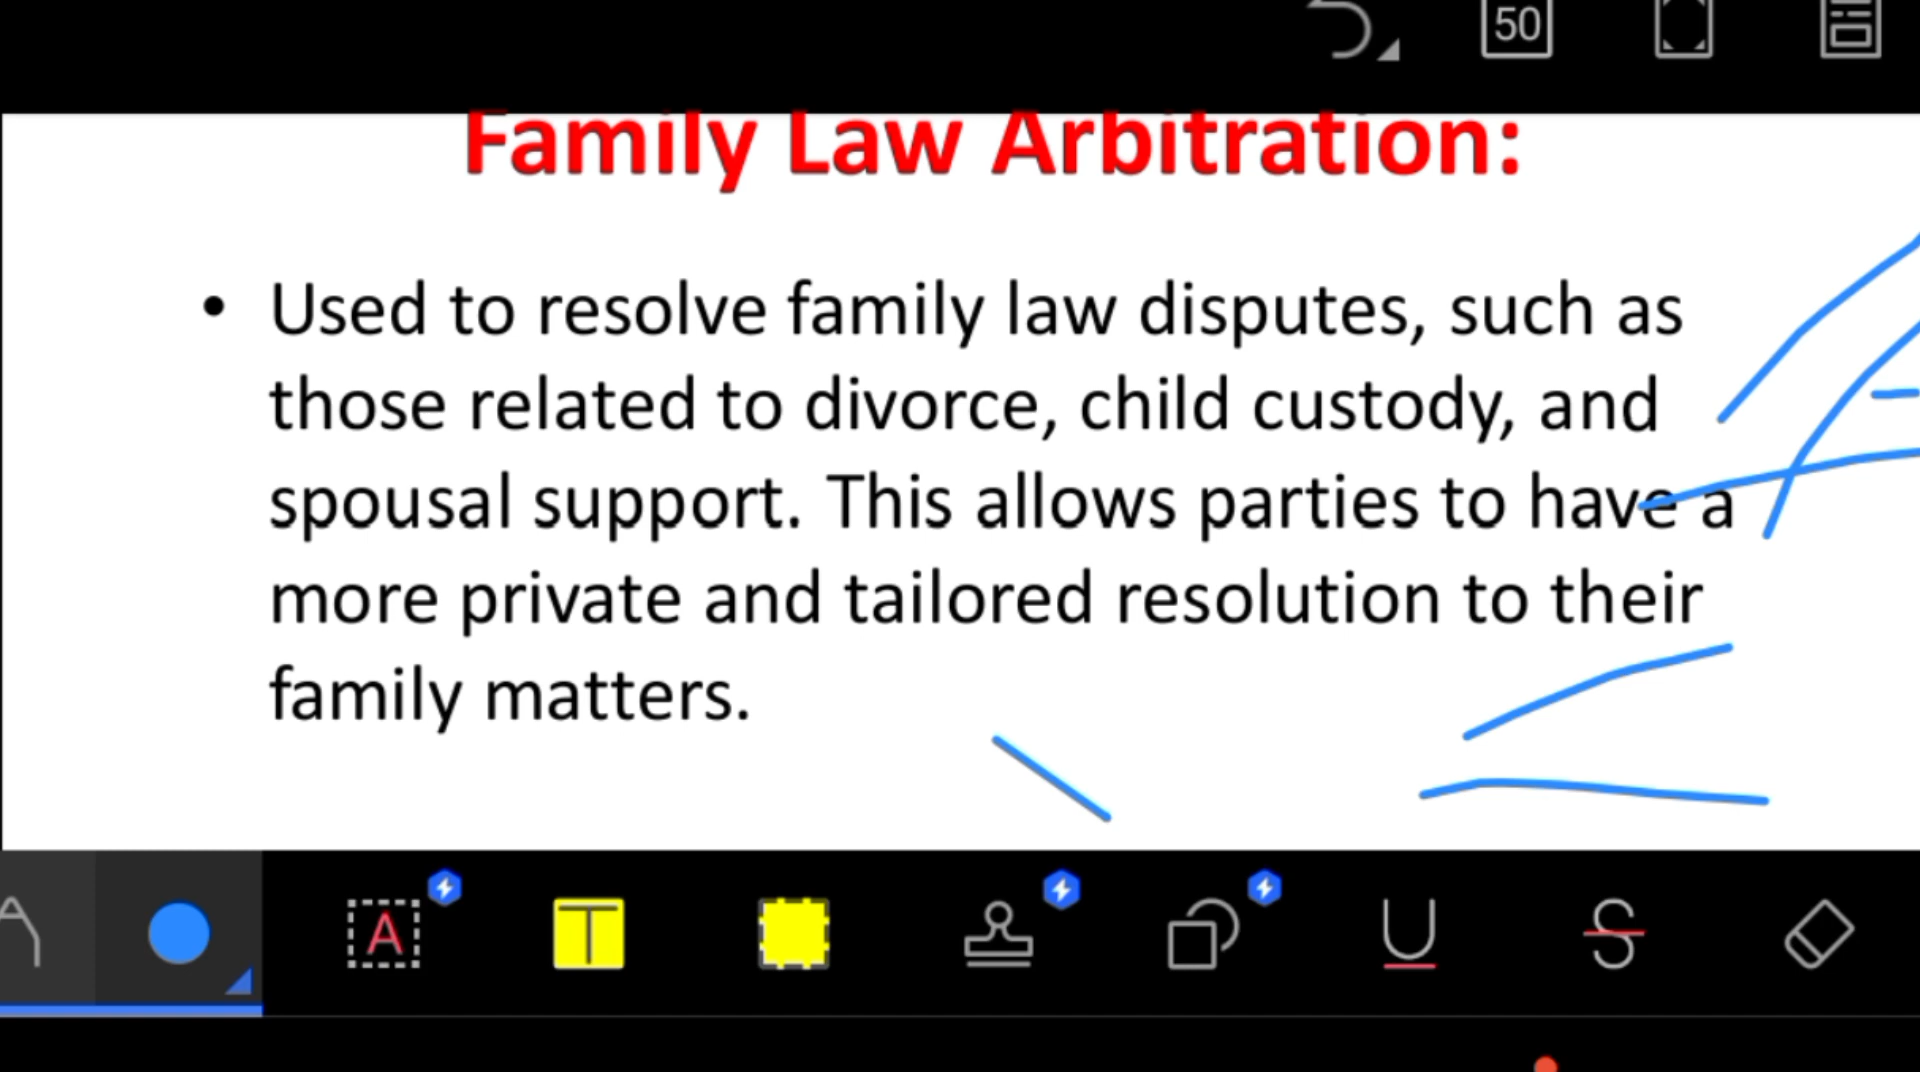 50
Family Law Arbitration:
• Used to resolve family law disputes, such as
those related to divorce, child custody, and
spousal support. This allows parties to have a
more private and tailored resolution to their
family matters.
A T U S